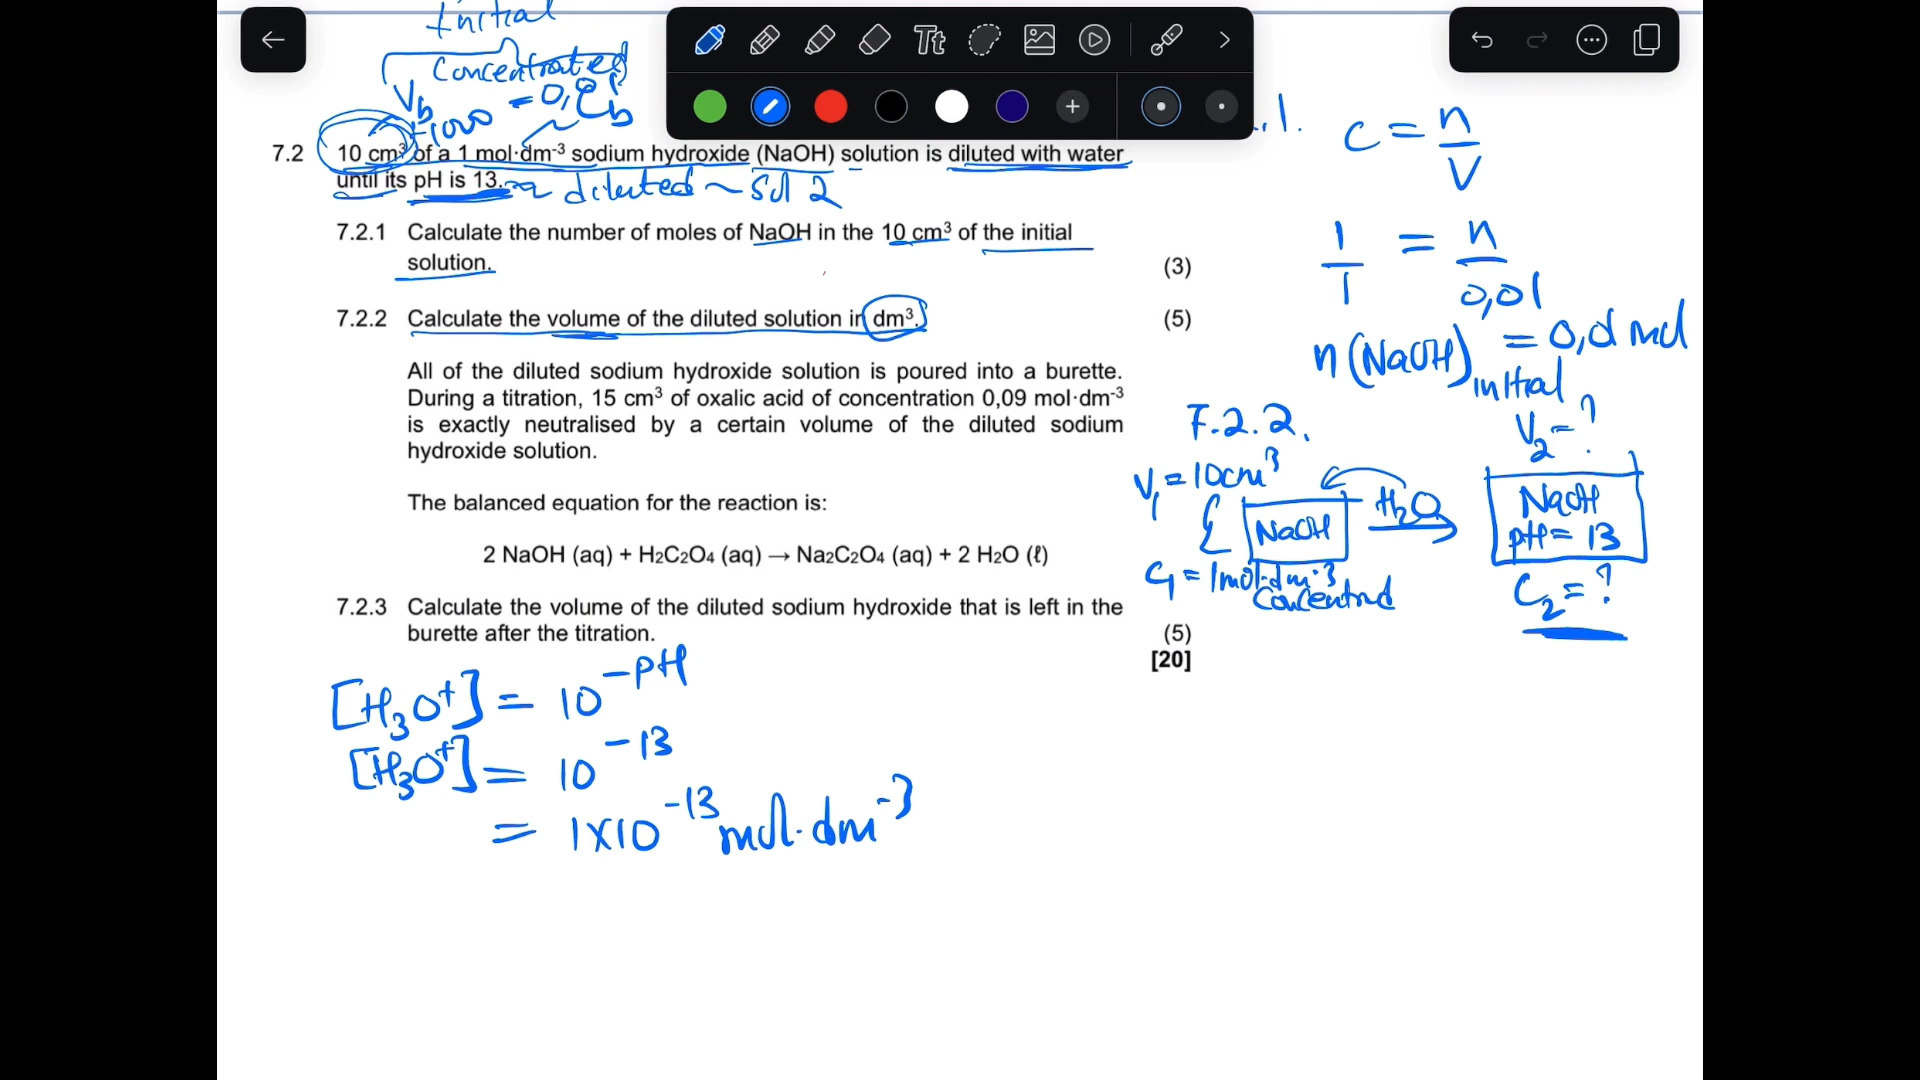 Initial
Concentrated
Vb
÷1000 = 0,01
Cb
Tt
7.2 10 cm³ of a 1 mol·dm⁻³ sodium hydroxide (NaOH) solution is diluted with water
until its pH is 13. ~ diluted ~ Sol 2
7.2.1 Calculate the number of moles of NaOH in the 10 cm³ of the initial
solution. (3)
7.2.2 Calculate the volume of the diluted solution in dm³. (5)
All of the diluted sodium hydroxide solution is poured into a burette.
During a titration, 15 cm³ of oxalic acid of concentration 0,09 mol·dm⁻³
is exactly neutralised by a certain volume of the diluted sodium
hydroxide solution.
The balanced equation for the reaction is:
2 NaOH (aq) + H2C2O4 (aq) → Na2C2O4 (aq) + 2 H2O (ℓ)
7.2.3 Calculate the volume of the diluted sodium hydroxide that is left in the
burette after the titration. (5)
[20]
[H₃O⁺] = 10^-pH
[H₃O⁺] = 10^-13
= 1x10^-13 mol·dm⁻³
.1.
c = n/V
1/1 = n/0,01
n(NaOH) initial = 0,01 mol
7.2.2.
V₁ = 10cm³
NaOH
C₁ = 1mol·dm⁻³
Concentrad
H₂O
V₂ = ?
NaOH
pH = 13
C₂ = ?